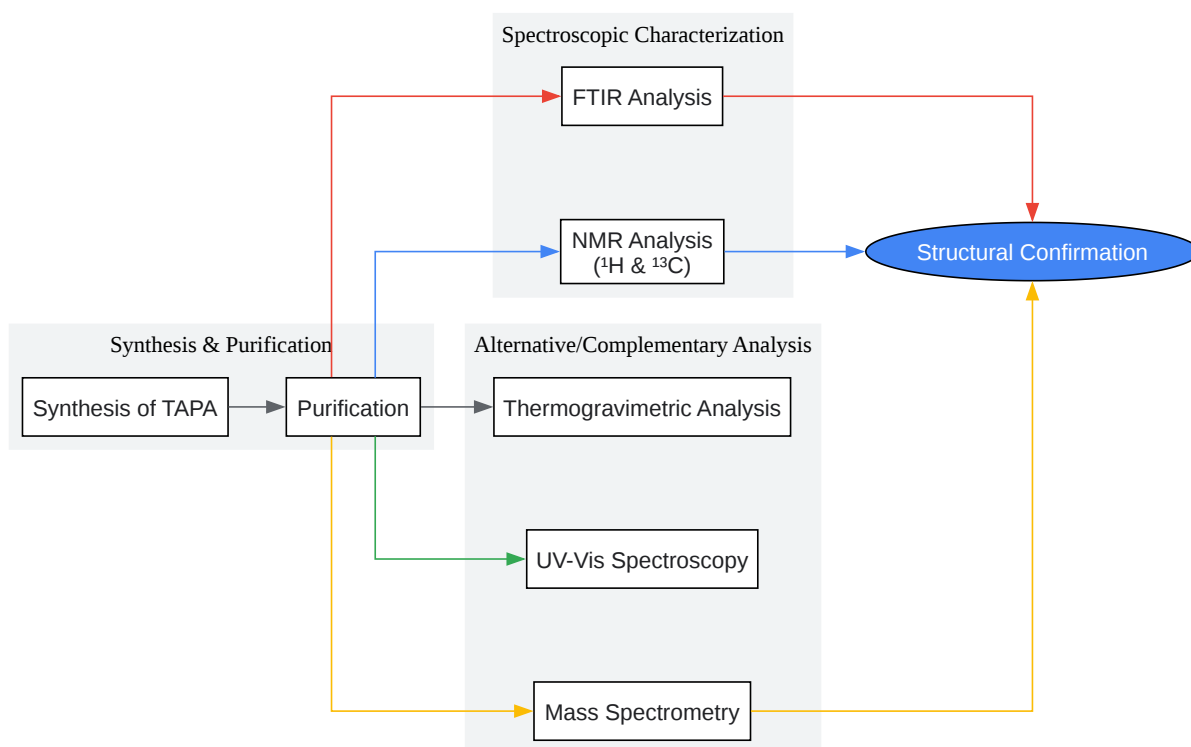 Spectroscopic Characterization
FTIR Analysis
NMR Analysis
(¹H & ¹³C)
Structural Confirmation
Synthesis & Purification
Synthesis of TAPA
Purification
Alternative/Complementary Analysis
Thermogravimetric Analysis
UV-Vis Spectroscopy
Mass Spectrometry